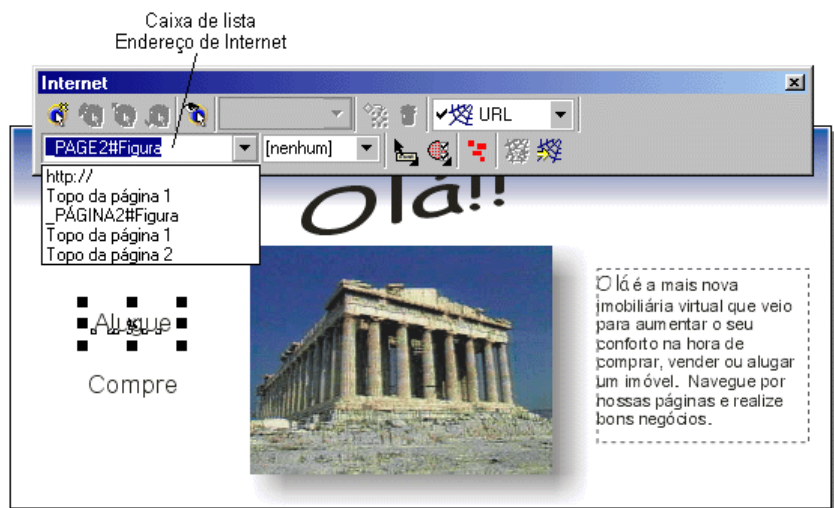 Caixa de lista
Endereço de Internet
Internet
URL
_PAGE2#Figura
[nenhum]
http://
Topo da página 1
_PÁGINA2#Figura
Topo da página 1
Topo da página 2
Olá!!
Alugue
Compre
Olá é a mais nova
imobiliária virtual que veio
para aumentar o seu
conforto na hora de
comprar, vender ou alugar
um imóvel. Navegue por
nossas páginas e realize
bons negócios.